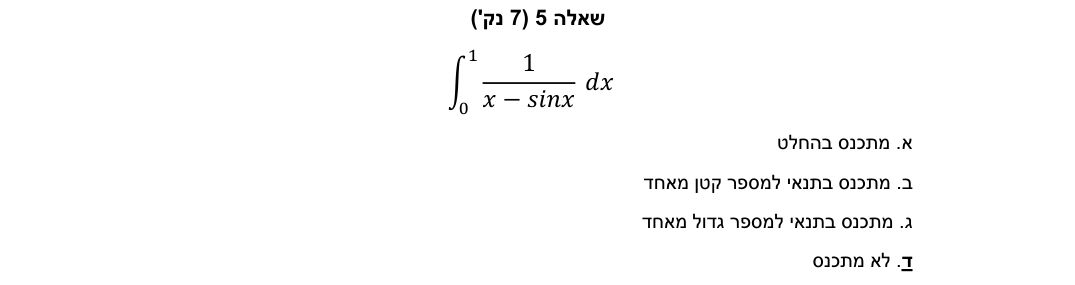 שאלה 5 (7 נק')
∫₀¹ 1/(x − sinx) dx
א. מתכנס בהחלט
ב. מתכנס בתנאי למספר קטן מאחד
ג. מתכנס בתנאי למספר גדול מאחד
ד. לא מתכנס